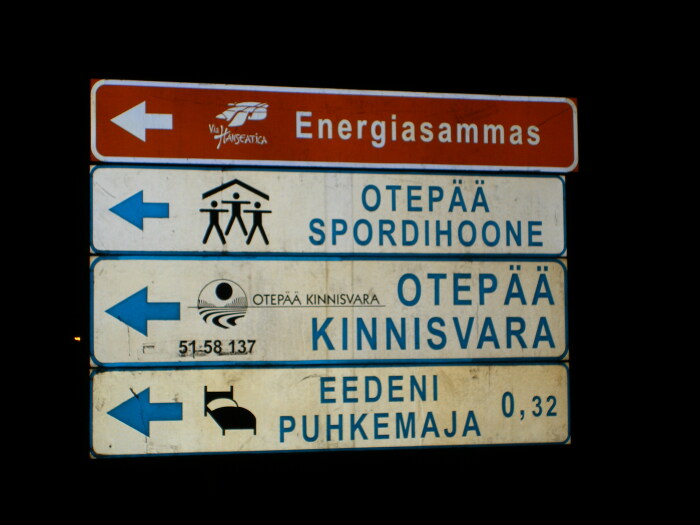 Via Hanseatica Energiasammas
OTEPÄÄ
SPORDIHOONE
OTEPÄÄ KINNISVARA
51-58 137
OTEPÄÄ
KINNISVARA
EEDENI
PUHKEMAJA 0,32